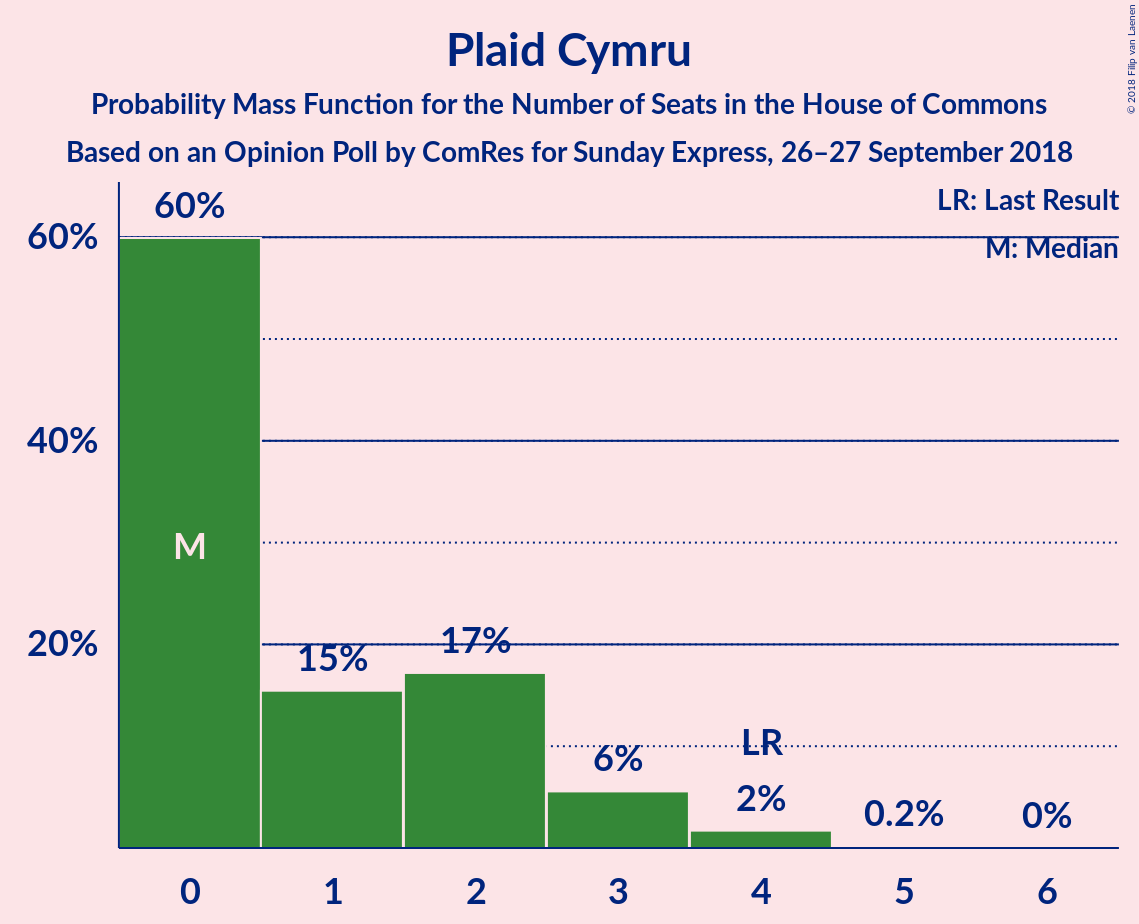 Plaid Cymru
Probability Mass Function for the Number of Seats in the House of Commons
Based on an Opinion Poll by ComRes for Sunday Express, 26–27 September 2018
© 2018 Filip van Laenen
LR: Last Result
M: Median
60%
40%
20%
60%
M
15%
17%
6%
LR
2%
0.2%
0%
0
1
2
3
4
5
6